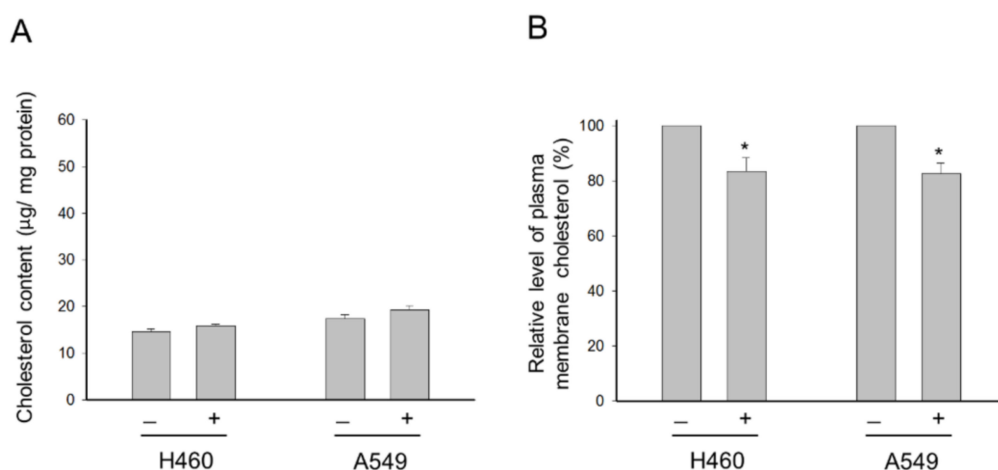 A
Cholesterol content (µg/ mg protein)
60
50
40
30
20
10
0
– + – +
H460 A549
B
Relative level of plasma
membrane cholesterol (%)
100
80
60
40
20
0
* *
– + – +
H460 A549